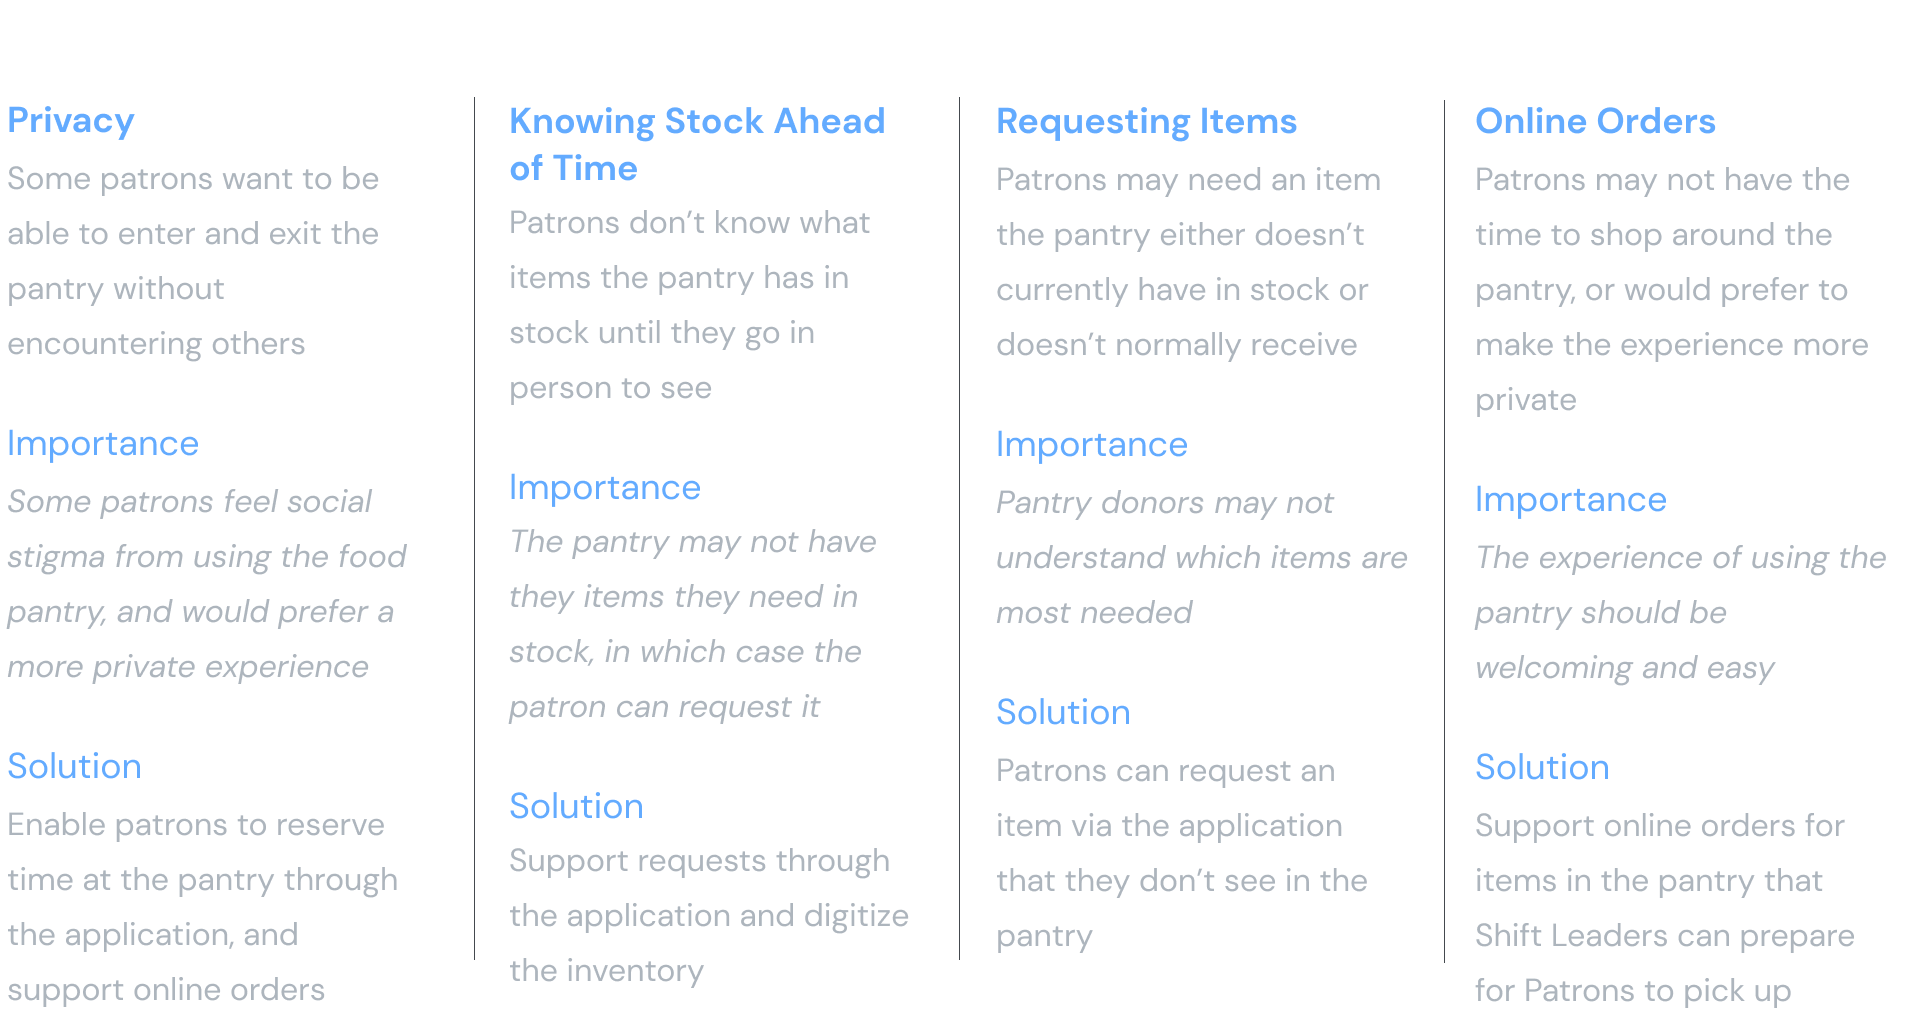 Privacy
Some patrons want to be
able to enter and exit the
pantry without
encountering others
Importance
Some patrons feel social
stigma from using the food
pantry, and would prefer a
more private experience
Solution
Enable patrons to reserve
time at the pantry through
the application, and
support online orders
Knowing Stock Ahead
of Time
Patrons don’t know what
items the pantry has in
stock until they go in
person to see
Importance
The pantry may not have
they items they need in
stock, in which case the
patron can request it
Solution
Support requests through
the application and digitize
the inventory
Requesting Items
Patrons may need an item
the pantry either doesn’t
currently have in stock or
doesn’t normally receive
Importance
Pantry donors may not
understand which items are
most needed
Solution
Patrons can request an
item via the application
that they don’t see in the
pantry
Online Orders
Patrons may not have the
time to shop around the
pantry, or would prefer to
make the experience more
private
Importance
The experience of using the
pantry should be
welcoming and easy
Solution
Support online orders for
items in the pantry that
Shift Leaders can prepare
for Patrons to pick up